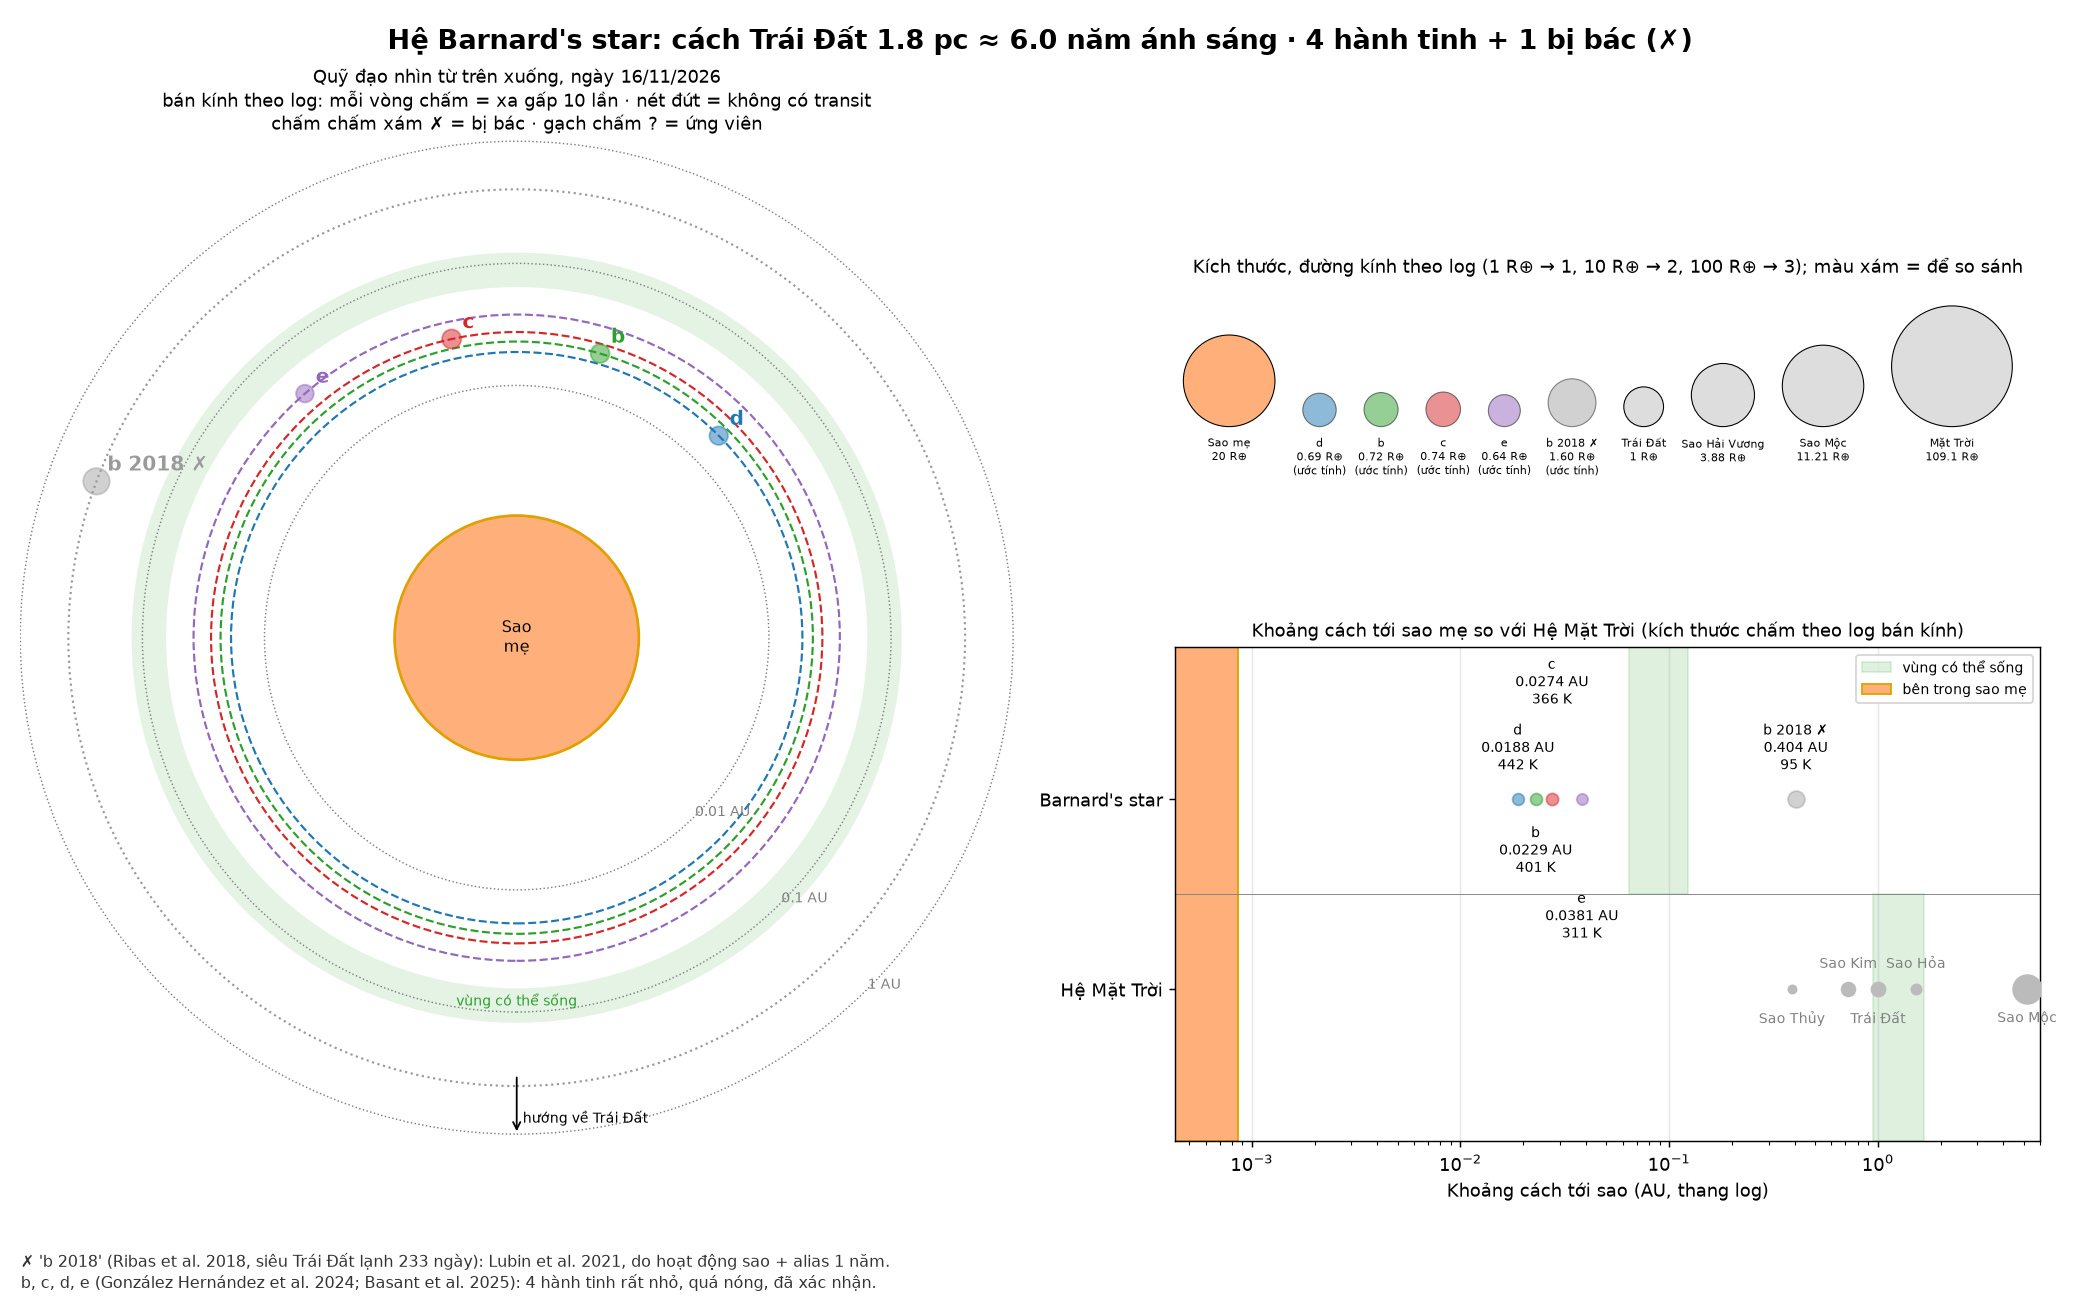 Hệ Barnard's star: cách Trái Đất 1.8 pc ≈ 6.0 năm ánh sáng · 4 hành tinh + 1 bị bác (✗)
Quỹ đạo nhìn từ trên xuống, ngày 16/11/2026
bán kính theo log: mỗi vòng chấm = xa gấp 10 lần · nét đứt = không có transit
chấm chấm xám ✗ = bị bác · gạch chấm ? = ứng viên
c
b
e
d
b 2018 ✗
Sao
mẹ
0.01 AU
0.1 AU
1 AU
vùng có thể sống
hướng về Trái Đất
Kích thước, đường kính theo log (1 R⊕ → 1, 10 R⊕ → 2, 100 R⊕ → 3); màu xám = để so sánh
Sao mẹ
20 R⊕
d
0.69 R⊕
(ước tính)
b
0.72 R⊕
(ước tính)
c
0.74 R⊕
(ước tính)
e
0.64 R⊕
(ước tính)
b 2018 ✗
1.60 R⊕
(ước tính)
Trái Đất
1 R⊕
Sao Hải Vương
3.88 R⊕
Sao Mộc
11.21 R⊕
Mặt Trời
109.1 R⊕
Khoảng cách tới sao mẹ so với Hệ Mặt Trời (kích thước chấm theo log bán kính)
vùng có thể sống
bên trong sao mẹ
c
0.0274 AU
366 K
d
0.0188 AU
442 K
b 2018 ✗
0.404 AU
95 K
Barnard's star
b
0.0229 AU
401 K
e
0.0381 AU
311 K
Hệ Mặt Trời
Sao Kim
Sao Hỏa
Sao Thủy
Trái Đất
Sao Mộc
10⁻³
10⁻²
10⁻¹
10⁰
Khoảng cách tới sao (AU, thang log)
✗ 'b 2018' (Ribas et al. 2018, siêu Trái Đất lạnh 233 ngày): Lubin et al. 2021, do hoạt động sao + alias 1 năm.
b, c, d, e (González Hernández et al. 2024; Basant et al. 2025): 4 hành tinh rất nhỏ, quá nóng, đã xác nhận.